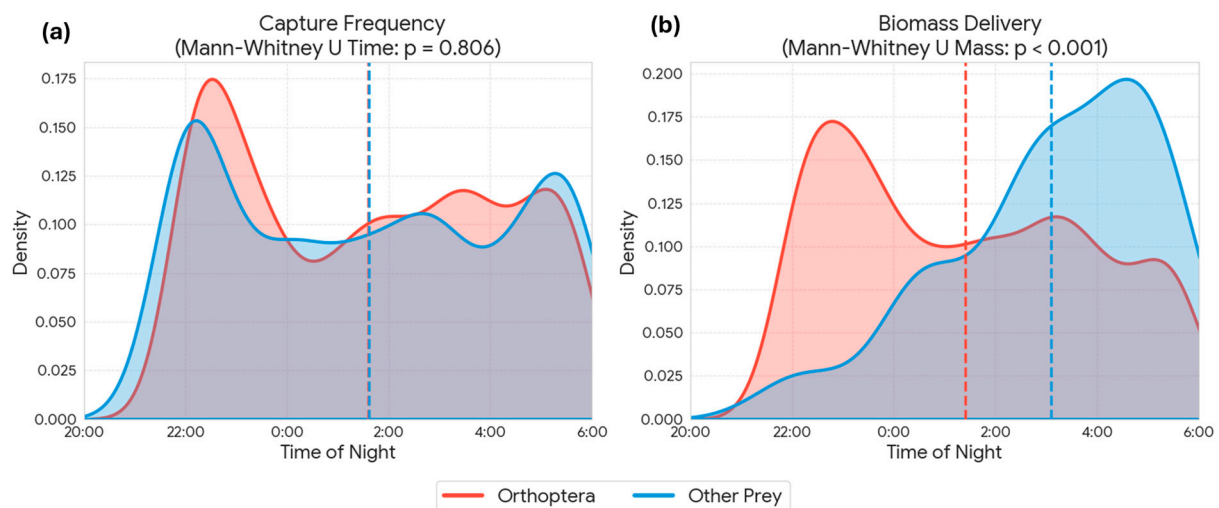 (a)
Capture Frequency
(Mann-Whitney U Time: p = 0.806)
Density
0.175
0.150
0.125
0.100
0.075
0.050
0.025
0.000
20:00 22:00 0:00 2:00 4:00 6:00
Time of Night
(b)
Biomass Delivery
(Mann-Whitney U Mass: p < 0.001)
Density
0.200
0.175
0.150
0.125
0.100
0.075
0.050
0.025
0.000
20:00 22:00 0:00 2:00 4:00 6:00
Time of Night
Orthoptera Other Prey